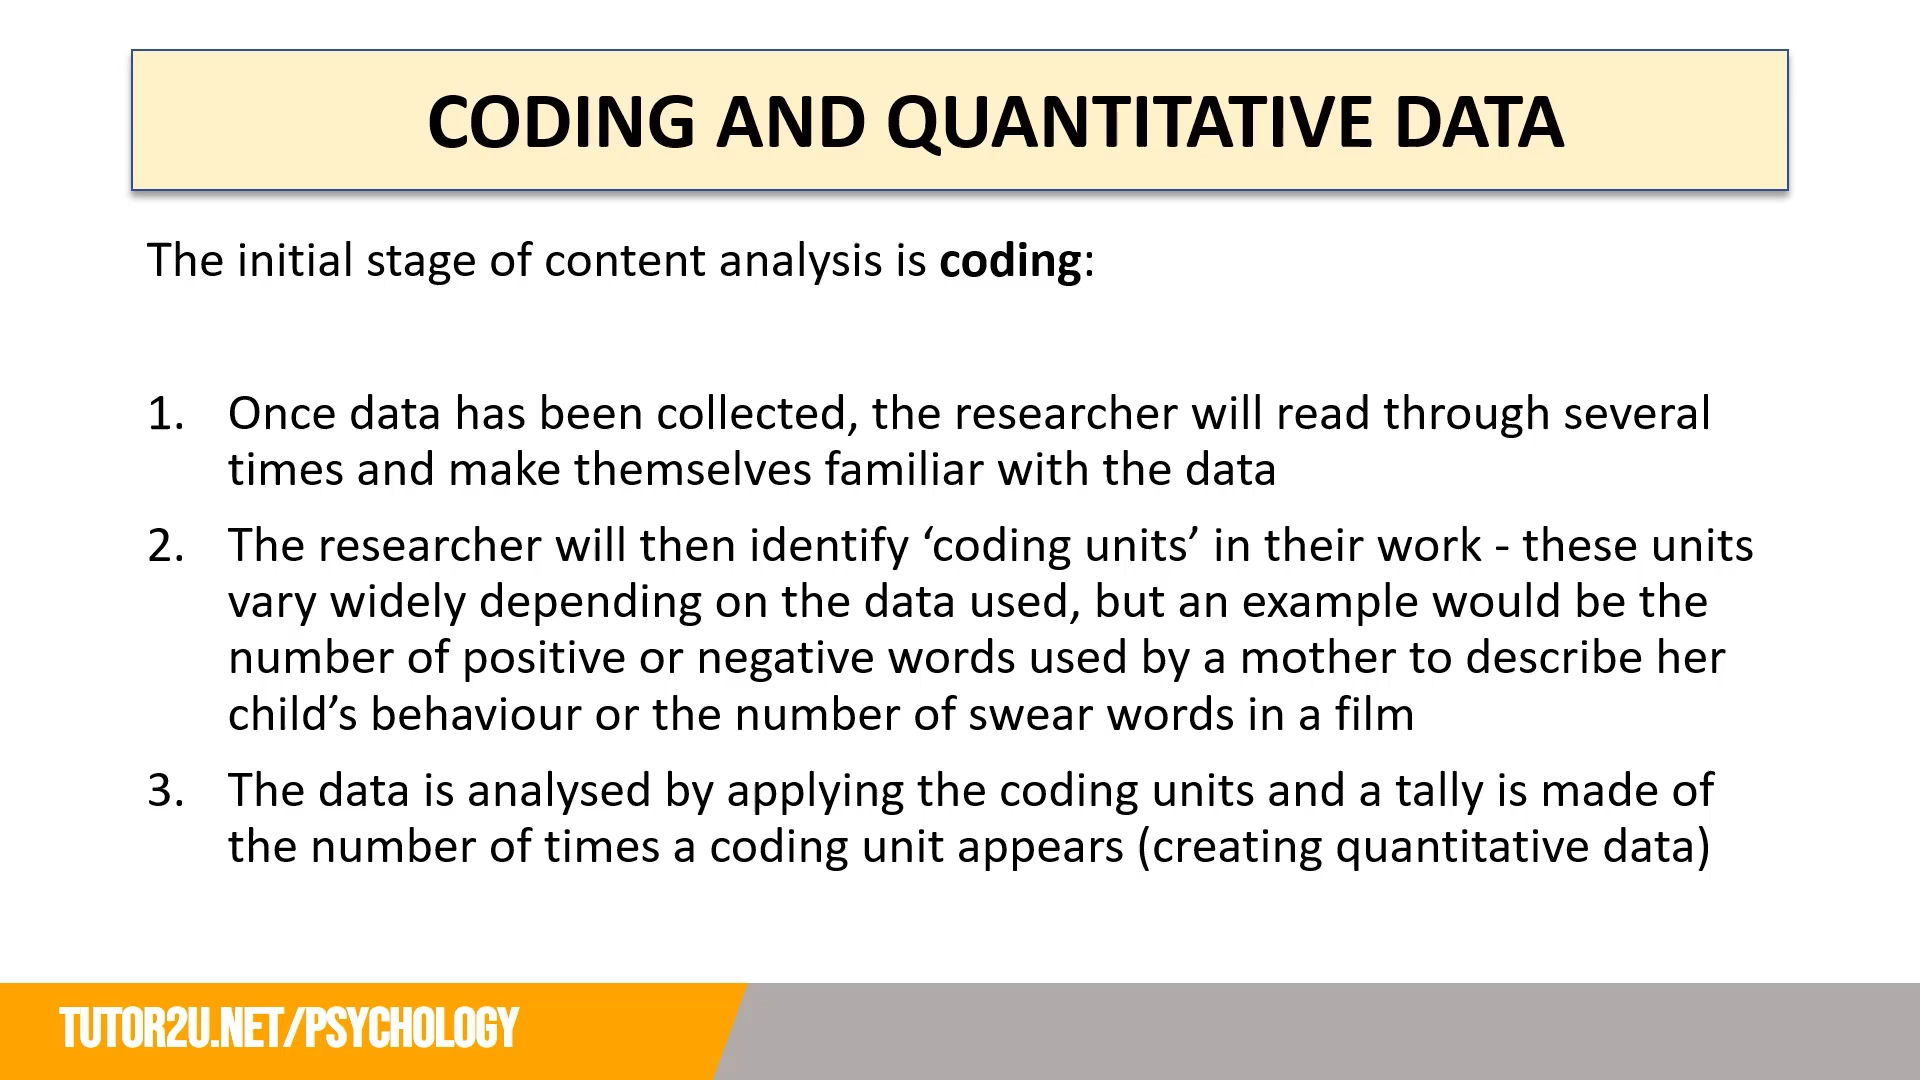 CODING AND QUANTITATIVE DATA
The initial stage of content analysis is coding:
1. Once data has been collected, the researcher will read through several
times and make themselves familiar with the data
2. The researcher will then identify ‘coding units’ in their work - these units
vary widely depending on the data used, but an example would be the
number of positive or negative words used by a mother to describe her
child’s behaviour or the number of swear words in a film
3. The data is analysed by applying the coding units and a tally is made of
the number of times a coding unit appears (creating quantitative data)
TUTOR2U.NET/PSYCHOLOGY